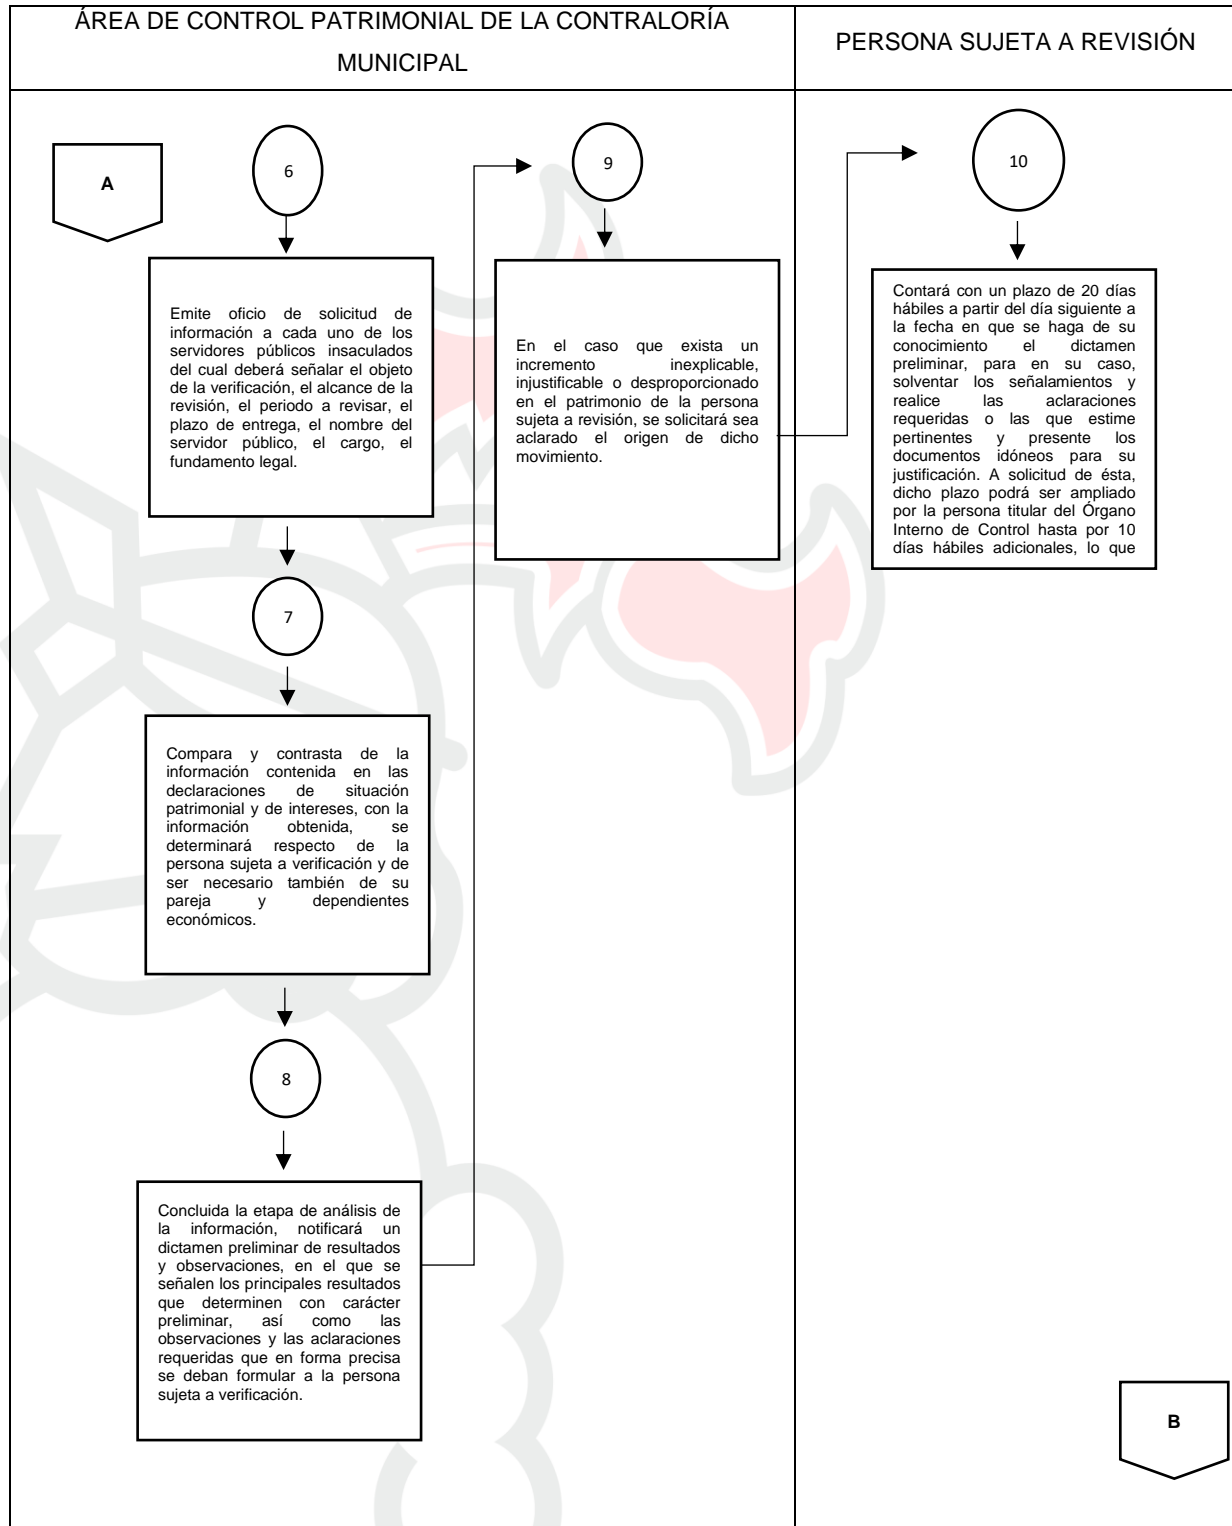 ÁREA DE CONTROL PATRIMONIAL DE LA CONTRALORÍA
MUNICIPAL
PERSONA SUJETA A REVISIÓN
A
6
Emite oficio de solicitud de
información a cada uno de los
servidores públicos insaculados
del cual deberá señalar el objeto
de la verificación, el alcance de la
revisión, el periodo a revisar, el
plazo de entrega, el nombre del
servidor público, el cargo, el
fundamento legal.
7
Compara y contrasta de la
información contenida en las
declaraciones de situación
patrimonial y de intereses, con la
información obtenida, se
determinará respecto de la
persona sujeta a verificación y de
ser necesario también de su
pareja y dependientes
económicos.
8
Concluida la etapa de análisis de
la información, notificará un
dictamen preliminar de resultados
y observaciones, en el que se
señalen los principales resultados
que determinen con carácter
preliminar, así como las
observaciones y las aclaraciones
requeridas que en forma precisa
se deban formular a la persona
sujeta a verificación.
9
En el caso que exista un
incremento inexplicable,
injustificable o desproporcionado
en el patrimonio de la persona
sujeta a revisión, se solicitará sea
aclarado el origen de dicho
movimiento.
10
Contará con un plazo de 20 días
hábiles a partir del día siguiente a
la fecha en que se haga de su
conocimiento el dictamen
preliminar, para en su caso,
solventar los señalamientos y
realice las aclaraciones
requeridas o las que estime
pertinentes y presente los
documentos idóneos para su
justificación. A solicitud de ésta,
dicho plazo podrá ser ampliado
por la persona titular del Órgano
Interno de Control hasta por 10
días hábiles adicionales, lo que
B